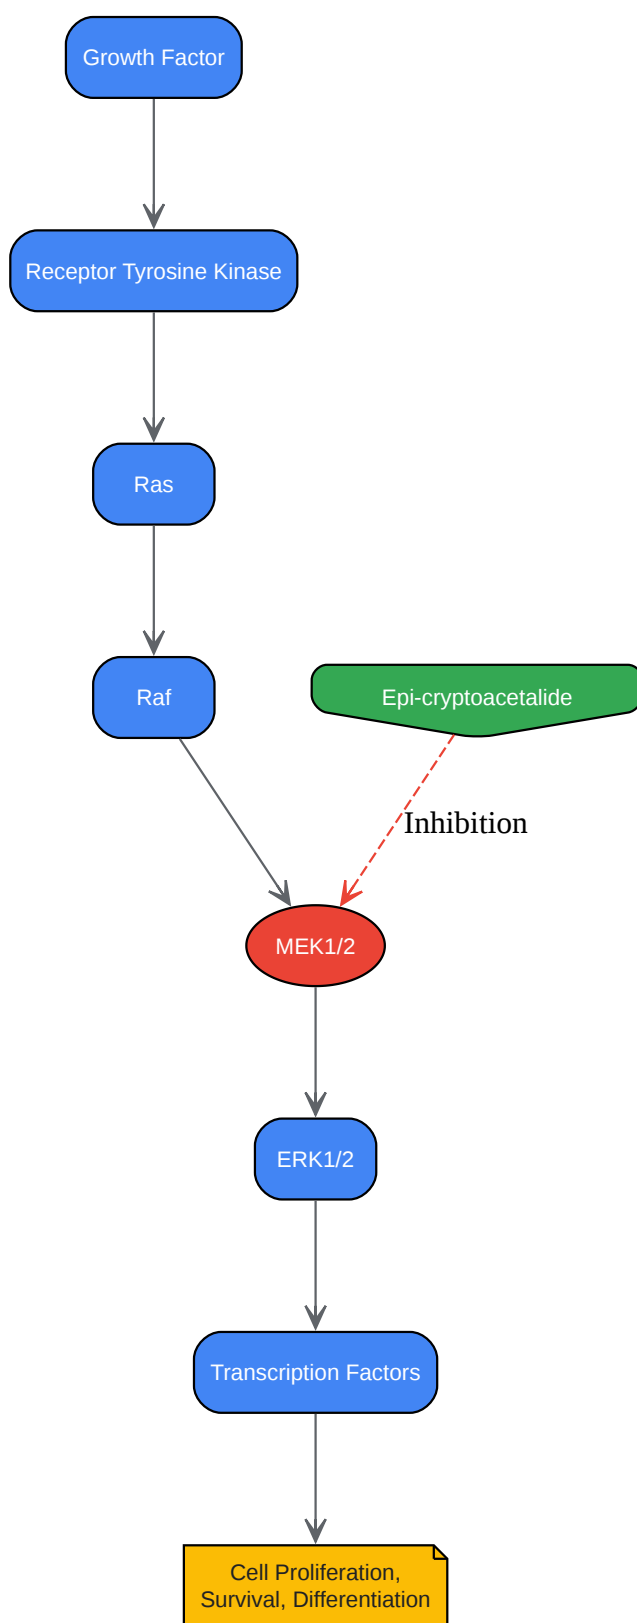 Growth Factor
Receptor Tyrosine Kinase
Ras
Raf
Epi-cryptoacetalide
Inhibition
MEK1/2
ERK1/2
Transcription Factors
Cell Proliferation,
Survival, Differentiation